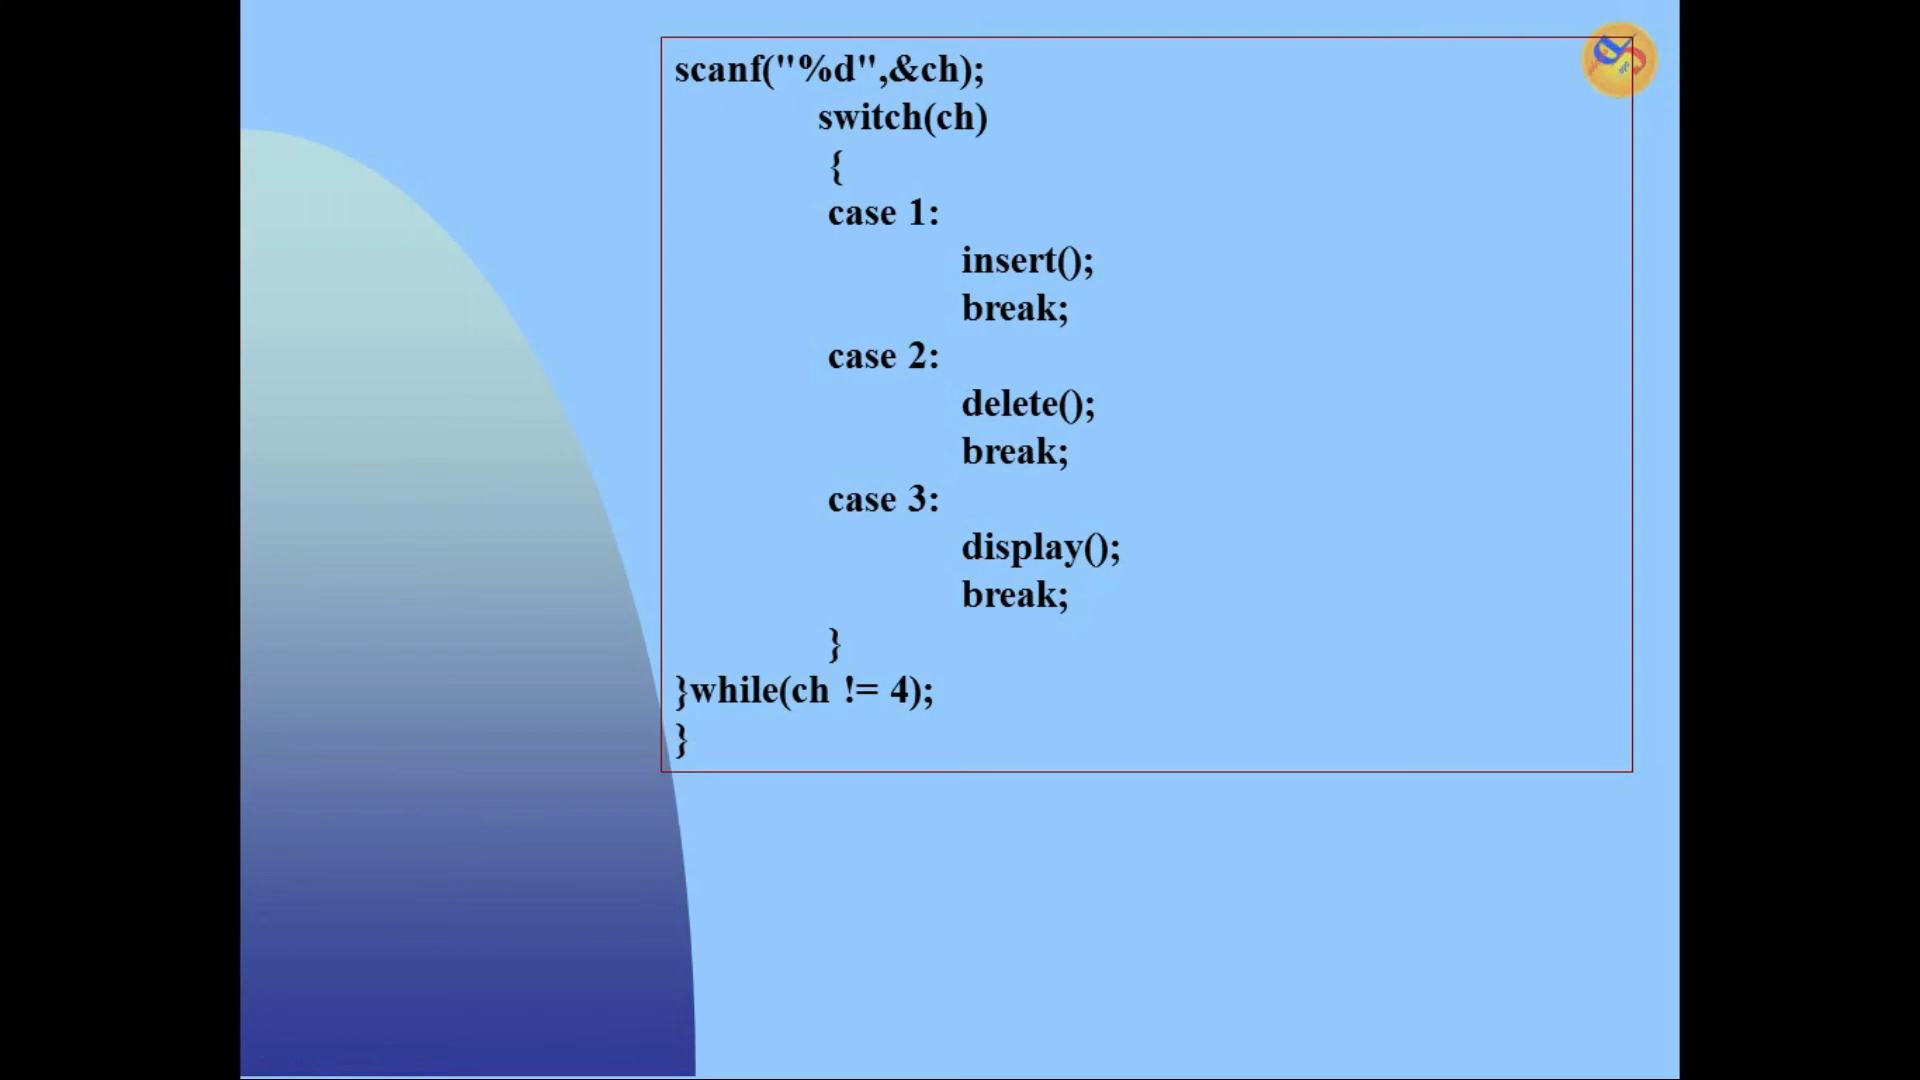 scanf("%d",&ch);
switch(ch)
{
case 1:
insert();
break;
case 2:
delete();
break;
case 3:
display();
break;
}
}while(ch != 4);
}